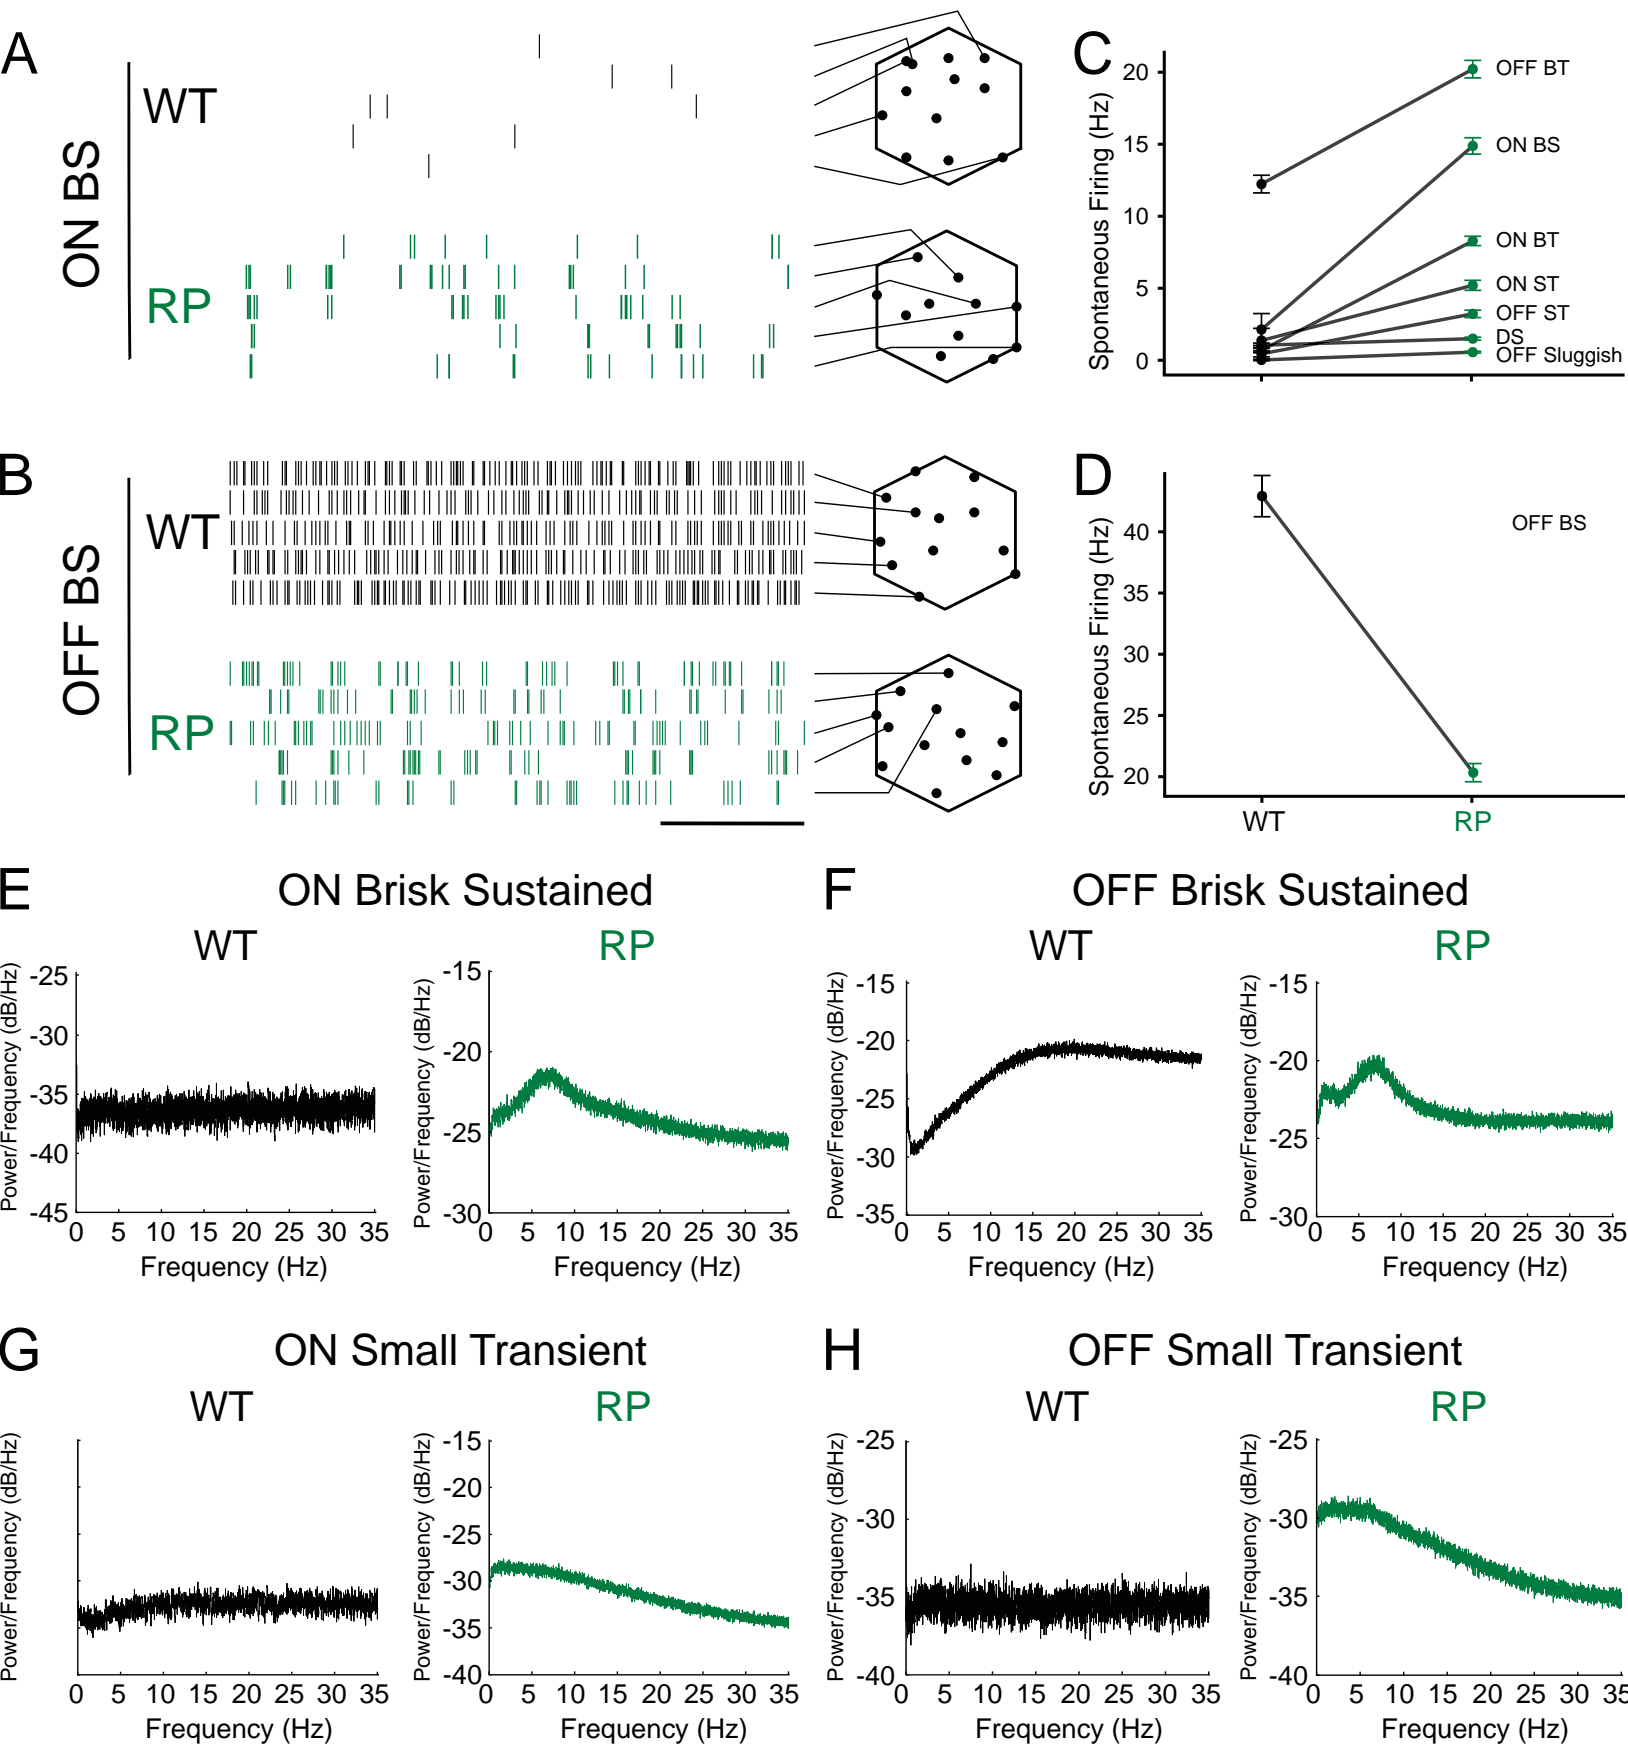 A
ON BS
WT
RP
C
Spontaneous Firing (Hz)
20
15
10
5
0
OFF BT
ON BS
ON BT
ON ST
OFF ST
DS
OFF Sluggish
B
OFF BS
WT
RP
D
Spontaneous Firing (Hz)
40
35
30
25
20
OFF BS
WT
RP
E
ON Brisk Sustained
WT
Power/Frequency (dB/Hz)
-25
-30
-35
-40
-45
0 5 10 15 20 25 30 35
Frequency (Hz)
RP
Power/Frequency (dB/Hz)
-15
-20
-25
-30
0 5 10 15 20 25 30 35
Frequency (Hz)
F
OFF Brisk Sustained
WT
Power/Frequency (dB/Hz)
-15
-20
-25
-30
-35
0 5 10 15 20 25 30 35
Frequency (Hz)
RP
Power/Frequency (dB/Hz)
-15
-20
-25
-30
0 5 10 15 20 25 30 35
Frequency (Hz)
G
ON Small Transient
WT
Power/Frequency (dB/Hz)
0 5 10 15 20 25 30 35
Frequency (Hz)
RP
Power/Frequency (dB/Hz)
-15
-20
-25
-30
-35
-40
0 5 10 15 20 25 30 35
Frequency (Hz)
H
OFF Small Transient
WT
Power/Frequency (dB/Hz)
-25
-30
-35
-40
0 5 10 15 20 25 30 35
Frequency (Hz)
RP
Power/Frequency (dB/Hz)
-25
-30
-35
-40
0 5 10 15 20 25 30 35
Frequency (Hz)